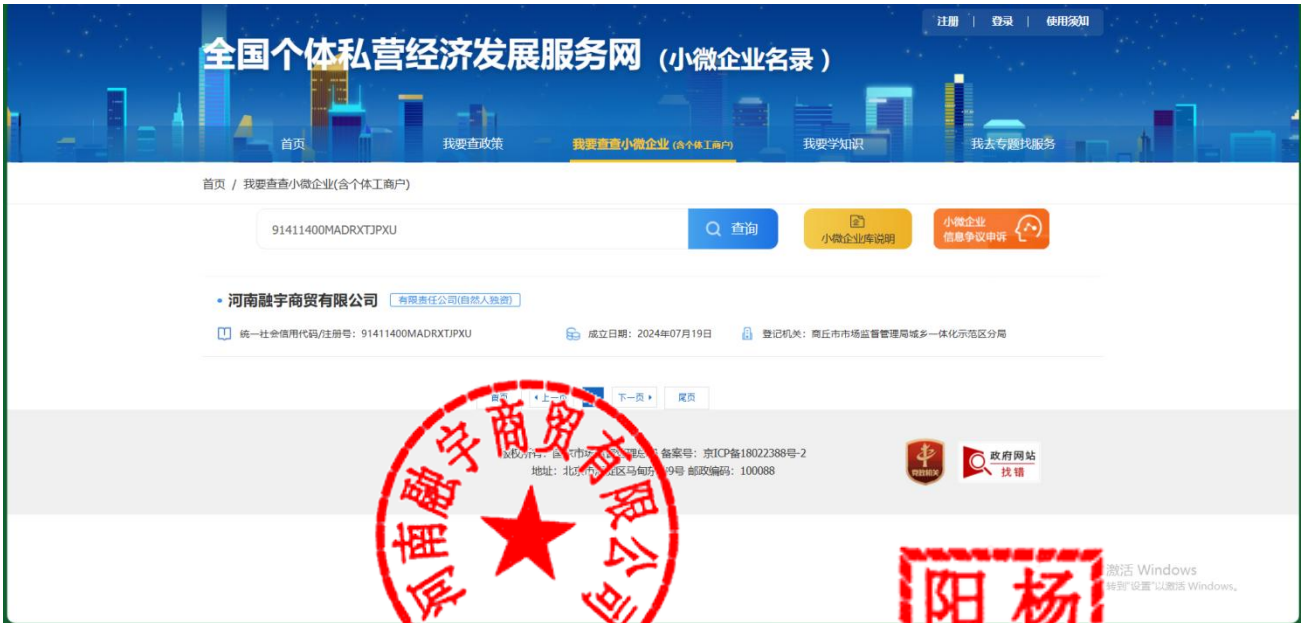 注册 | 登录 | 使用须知
全国个体私营经济发展服务网（小微企业名录）
首页 我要查政策 我要查查小微企业 (含个体工商户) 我要学知识 我去专题找服务
首页 / 我要查查小微企业(含个体工商户)
91411400MADRXTJPXU
查询
小微企业库说明
小微企业
信息争议申诉
河南融宇商贸有限公司 有限责任公司(自然人独资)
统一社会信用代码/注册号：91411400MADRXTJPXU 成立日期：2024年07月19日 登记机关：商丘市市场监督管理局城乡一体化示范区分局
首页 上一页 下一页 尾页
备案号：京ICP备18022388号-2
地址：北京市 9号 邮政编码：100088
党政机关
政府网站
找错
河南融宇商贸有限公司
阳杨
激活 Windows
转到"设置"以激活 Windows。